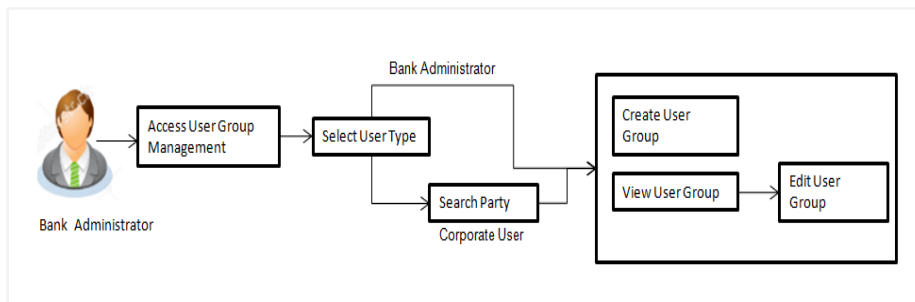 Bank Administrator
Access User Group
Management
Select User Type
Bank Administrator
Search Party
Corporate User
Create User
Group
View User Group
Edit User
Group